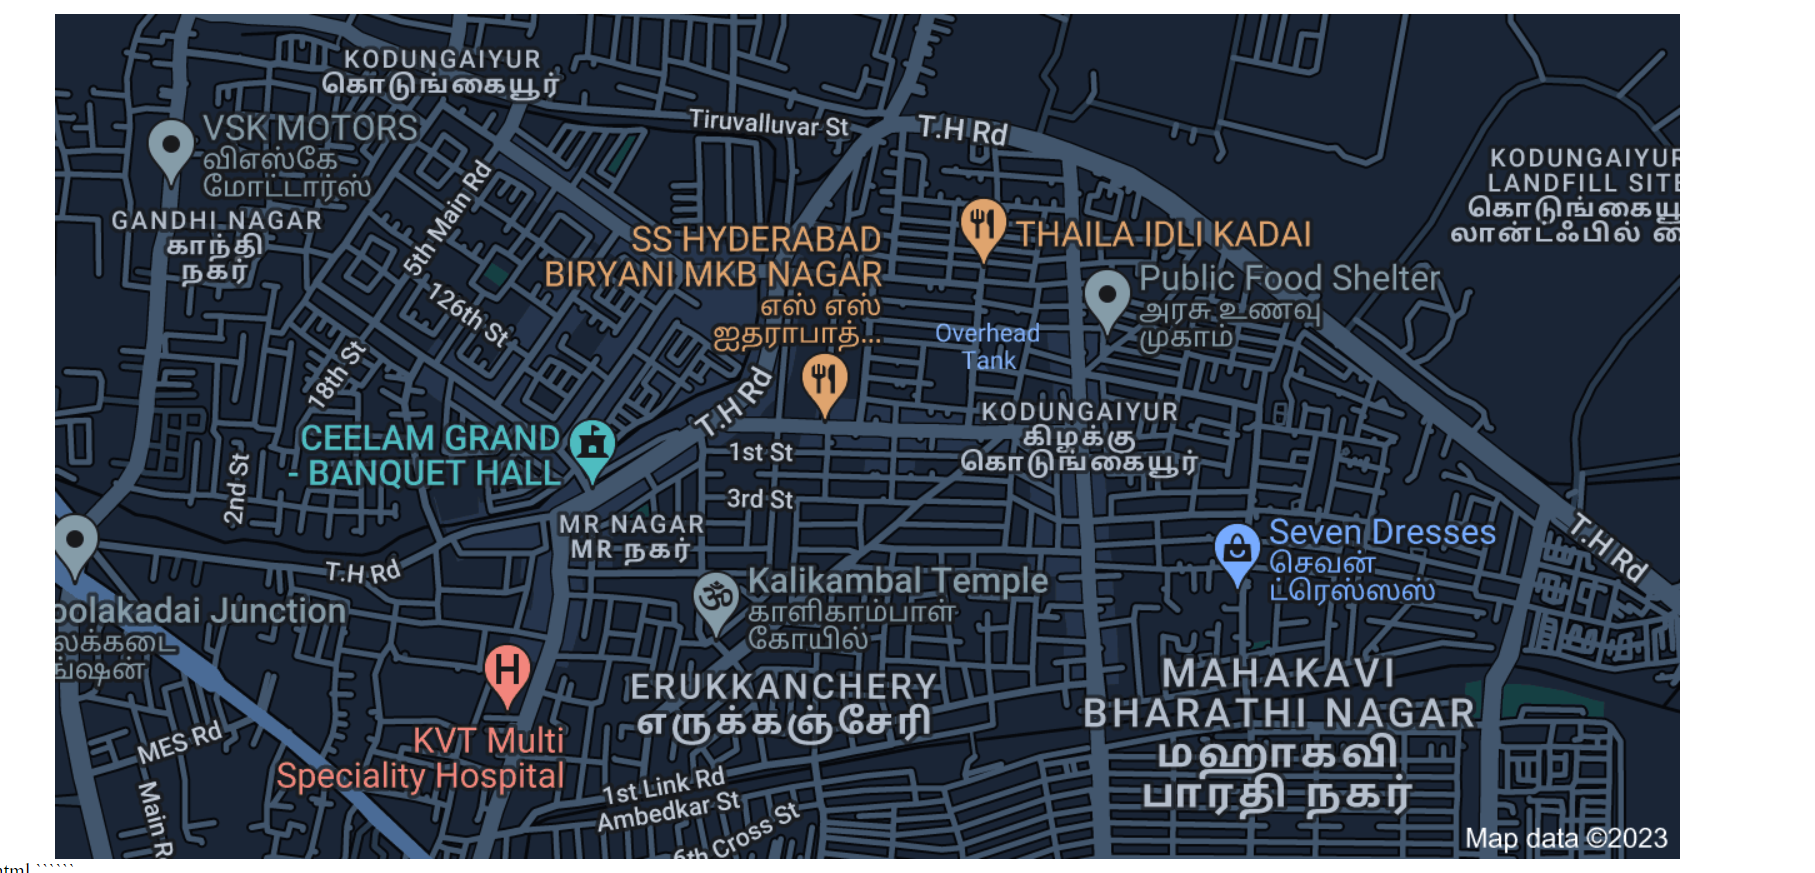 KODUNGAIYUR
கொடுங்கையூர்
VSK MOTORS
விஎஸ்கே
மோட்டார்ஸ்
GANDHI NAGAR
காந்தி
நகர்
5th Main Rd
126th St
18th St
2nd St
Tiruvalluvar St
T.H Rd
SS HYDERABAD
BIRYANI MKB NAGAR
எஸ் எஸ்
ஐதராபாத்...
THAILA IDLI KADAI
Public Food Shelter
அரசு உணவு
முகாம்
Overhead
Tank
KODUNGAIYUR
LANDFILL SITE
கொடுங்கையூ
லான்ட்ஃபில்
T.H Rd
CEELAM GRAND
- BANQUET HALL
1st St
3rd St
KODUNGAIYUR
கிழக்கு
கொடுங்கையூர்
MR NAGAR
MR நகர்
T.H Rd
Seven Dresses
செவன்
ட்ரெஸ்ஸஸ்
T.H Rd
Kalikambal Temple
காளிகாம்பாள்
கோயில்
oolakadai Junction
லக்கடை
ங்ஷன்
KVT Multi
Speciality Hospital
ERUKKANCHERY
எருக்கஞ்சேரி
MAHAKAVI
BHARATHI NAGAR
மஹாகவி
பாரதி நகர்
MES Rd
Main R
1st Link Rd
Ambedkar St
6th Cross St
Map data ©2023
html ``````